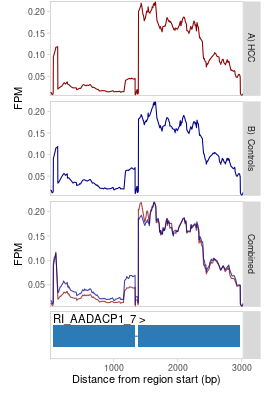 0.20
0.15
0.10
0.05
FPM
A) HCC
0.20
0.15
0.10
0.05
B) Controls
0.20
0.15
0.10
0.05
FPM
Combined
RI_AADACP1_7 >
1000 2000 3000
Distance from region start (bp)